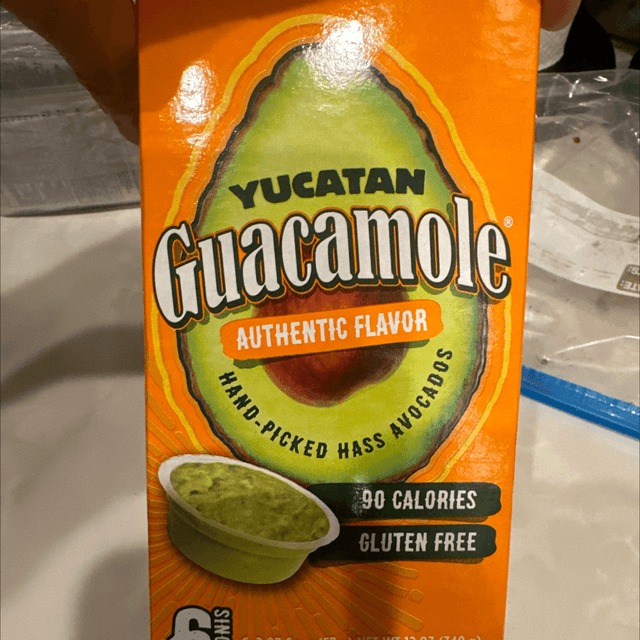 YUCATAN
Guacamole®
AUTHENTIC FLAVOR
HAND-PICKED HASS AVOCADOS
90 CALORIES
GLUTEN FREE